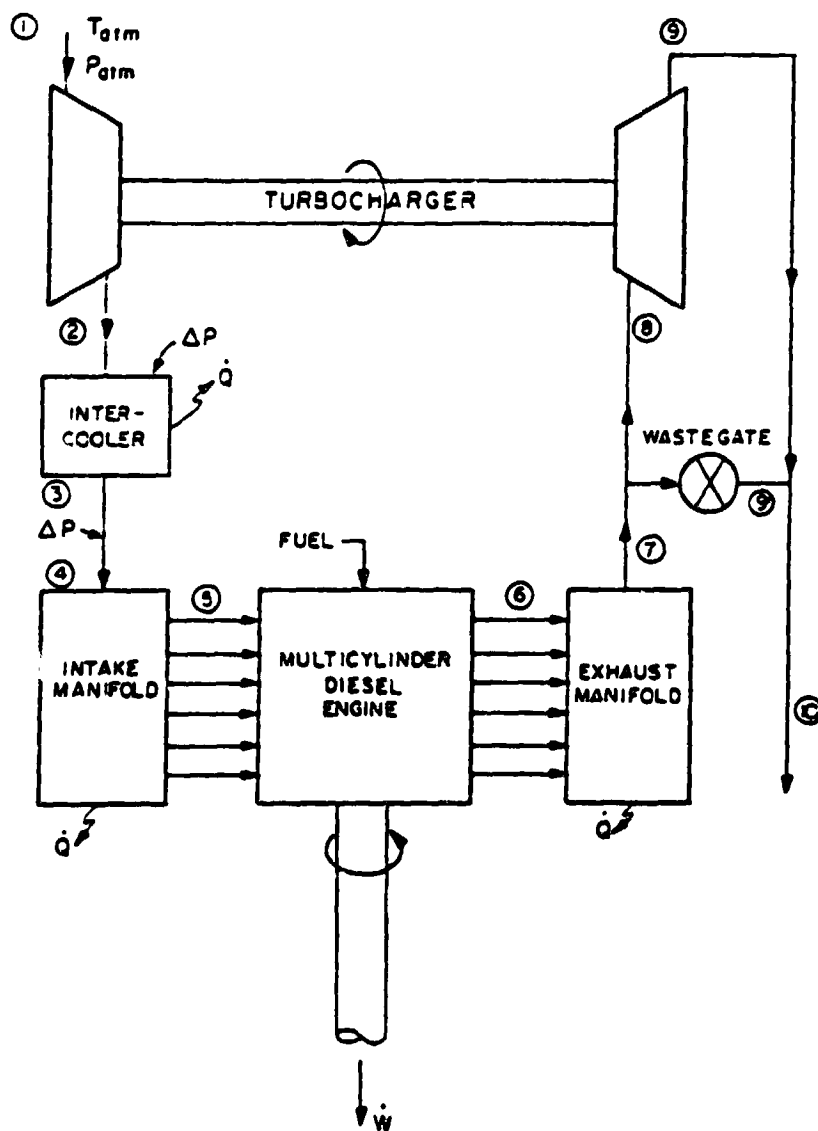 ① T atm
P atm
⑨
TURBOCHARGER
②
ΔP
Q̇
INTER-
COOLER
⑧
WASTEGATE
③
⑨
ΔP
FUEL
⑦
④
⑤
⑥
INTAKE
MANIFOLD
MULTICYLINDER
DIESEL
ENGINE
EXHAUST
MANIFOLD
⑩
Q̇
Q̇
Ẇ